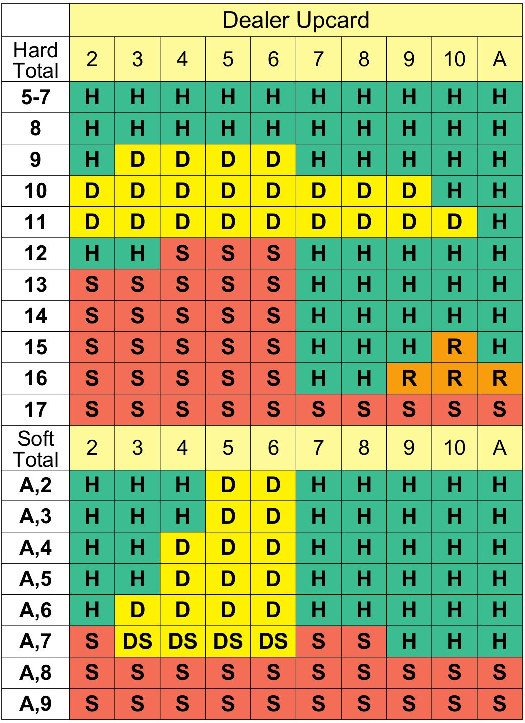 Dealer Upcard
Hard Total 2 3 4 5 6 7 8 9 10 A
5-7 H H H H H H H H H H
8 H H H H H H H H H H
9 H D D D D H H H H H
10 D D D D D D D D H H
11 D D D D D D D D D H
12 H H S S S H H H H H
13 S S S S S H H H H H
14 S S S S S H H H H H
15 S S S S S H H H R H
16 S S S S S H H R R R
17 S S S S S S S S S S
Soft Total 2 3 4 5 6 7 8 9 10 A
A,2 H H H D D H H H H H
A,3 H H H D D H H H H H
A,4 H H D D D H H H H H
A,5 H H D D D H H H H H
A,6 H D D D D H H H H H
A,7 S DS DS DS DS S S H H H
A,8 S S S S S S S S S S
A,9 S S S S S S S S S S